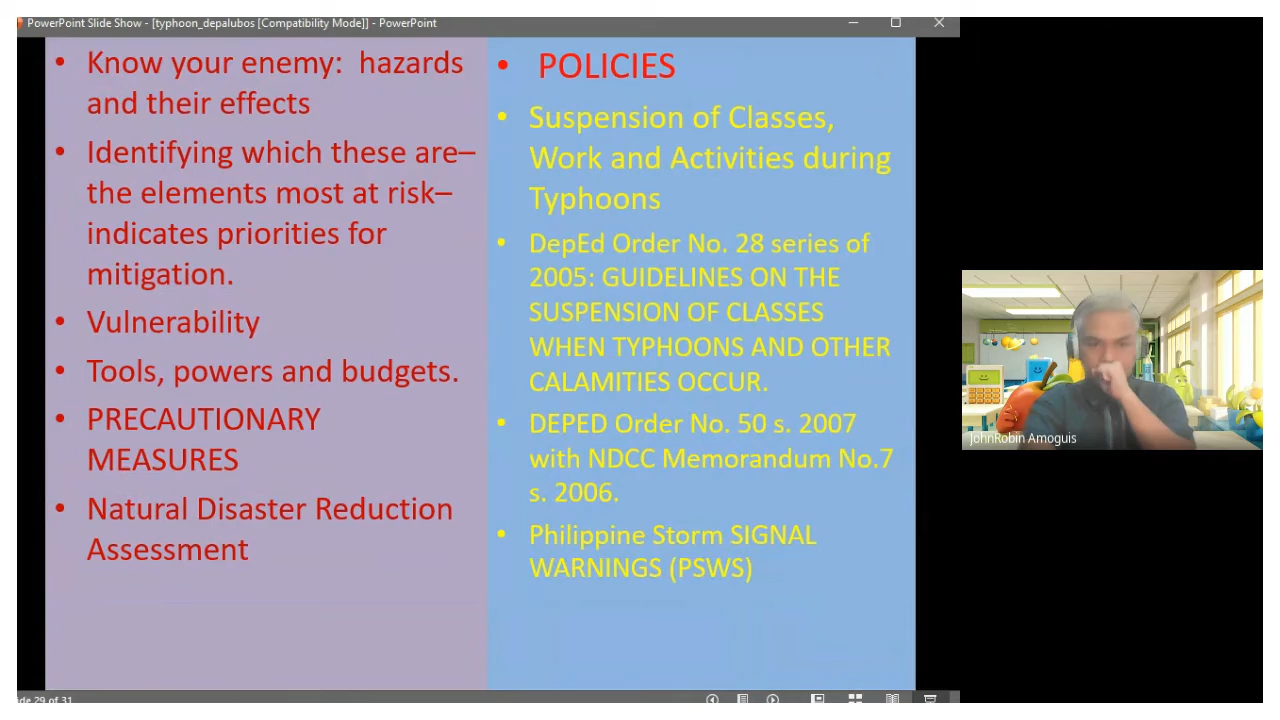 PowerPoint Slide Show - [typhoon_depalubos [Compatibility Mode]] - PowerPoint
• Know your enemy: hazards
and their effects
• Identifying which these are–
the elements most at risk–
indicates priorities for
mitigation.
• Vulnerability
• Tools, powers and budgets.
• PRECAUTIONARY
MEASURES
• Natural Disaster Reduction
Assessment
• POLICIES
• Suspension of Classes,
Work and Activities during
Typhoons
• DepEd Order No. 28 series of
2005: GUIDELINES ON THE
SUSPENSION OF CLASSES
WHEN TYPHOONS AND OTHER
CALAMITIES OCCUR.
• DEPED Order No. 50 s. 2007
with NDCC Memorandum No.7
s. 2006.
• Philippine Storm SIGNAL
WARNINGS (PSWS)
JohnRobin Amoguis
ide 29 of 31